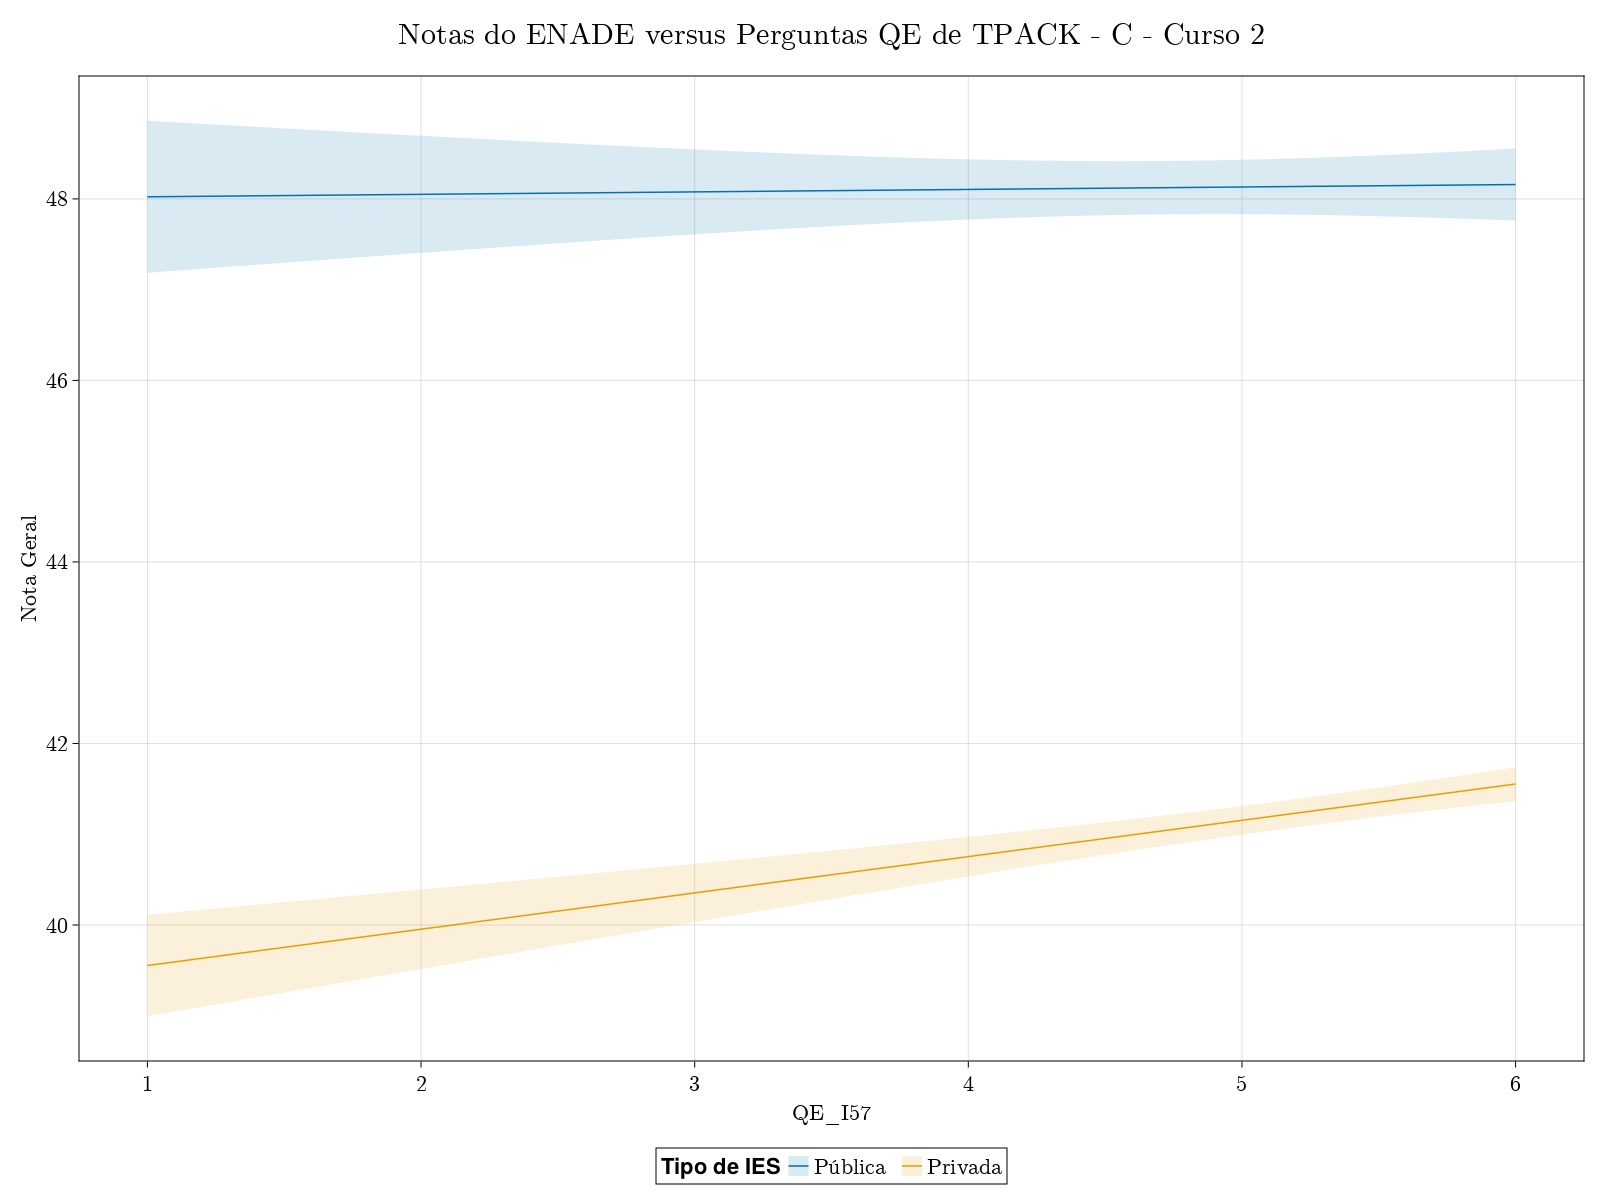 Notas do ENADE versus Perguntas QE de TPACK - C - Curso 2
Nota Geral
48
46
44
42
40
1 2 3 4 5 6
QE_I57
Tipo de IES Pública Privada